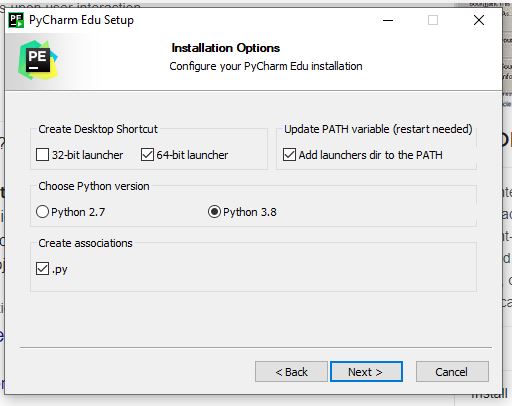 PyCharm Edu Setup
PE
Installation Options
Configure your PyCharm Edu installation
Create Desktop Shortcut
32-bit launcher
64-bit launcher
Update PATH variable (restart needed)
Add launchers dir to the PATH
Choose Python version
Python 2.7
Python 3.8
Create associations
.py
< Back
Next >
Cancel